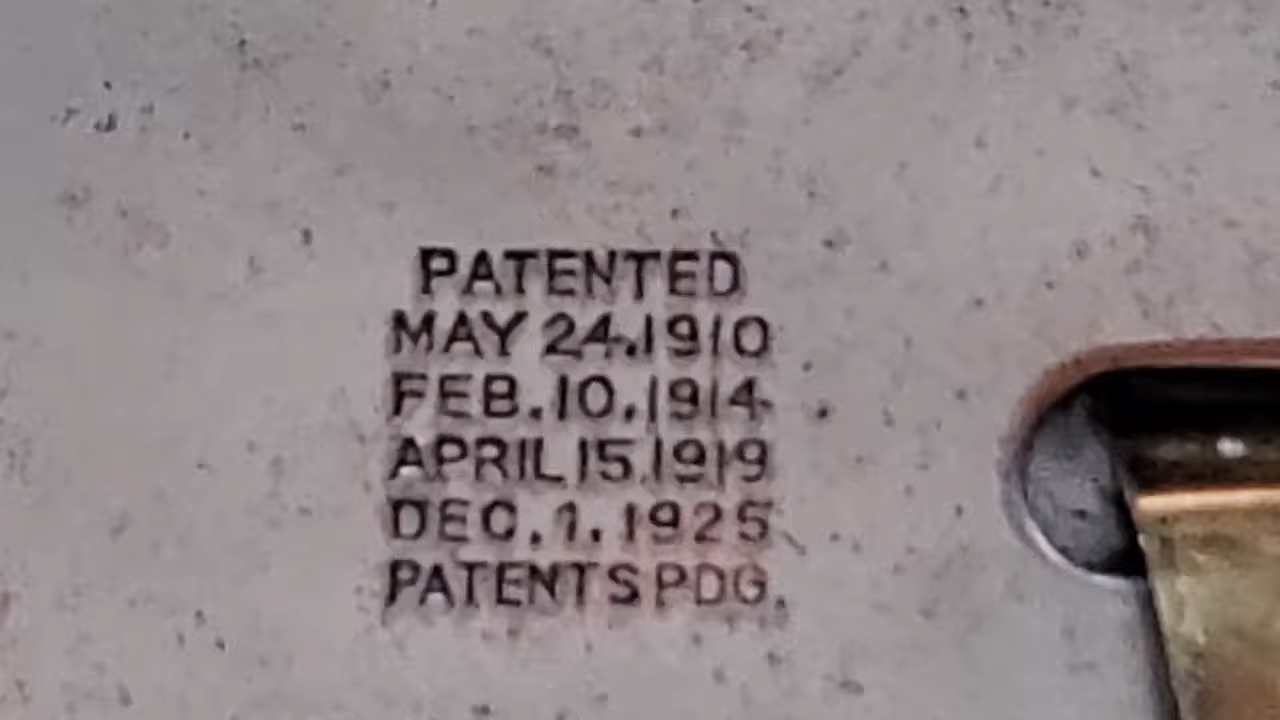 PATENTED
MAY 24.1910
FEB.10.1914
APRIL 15.1919
DEC.1.1925
PATENTS PDG.